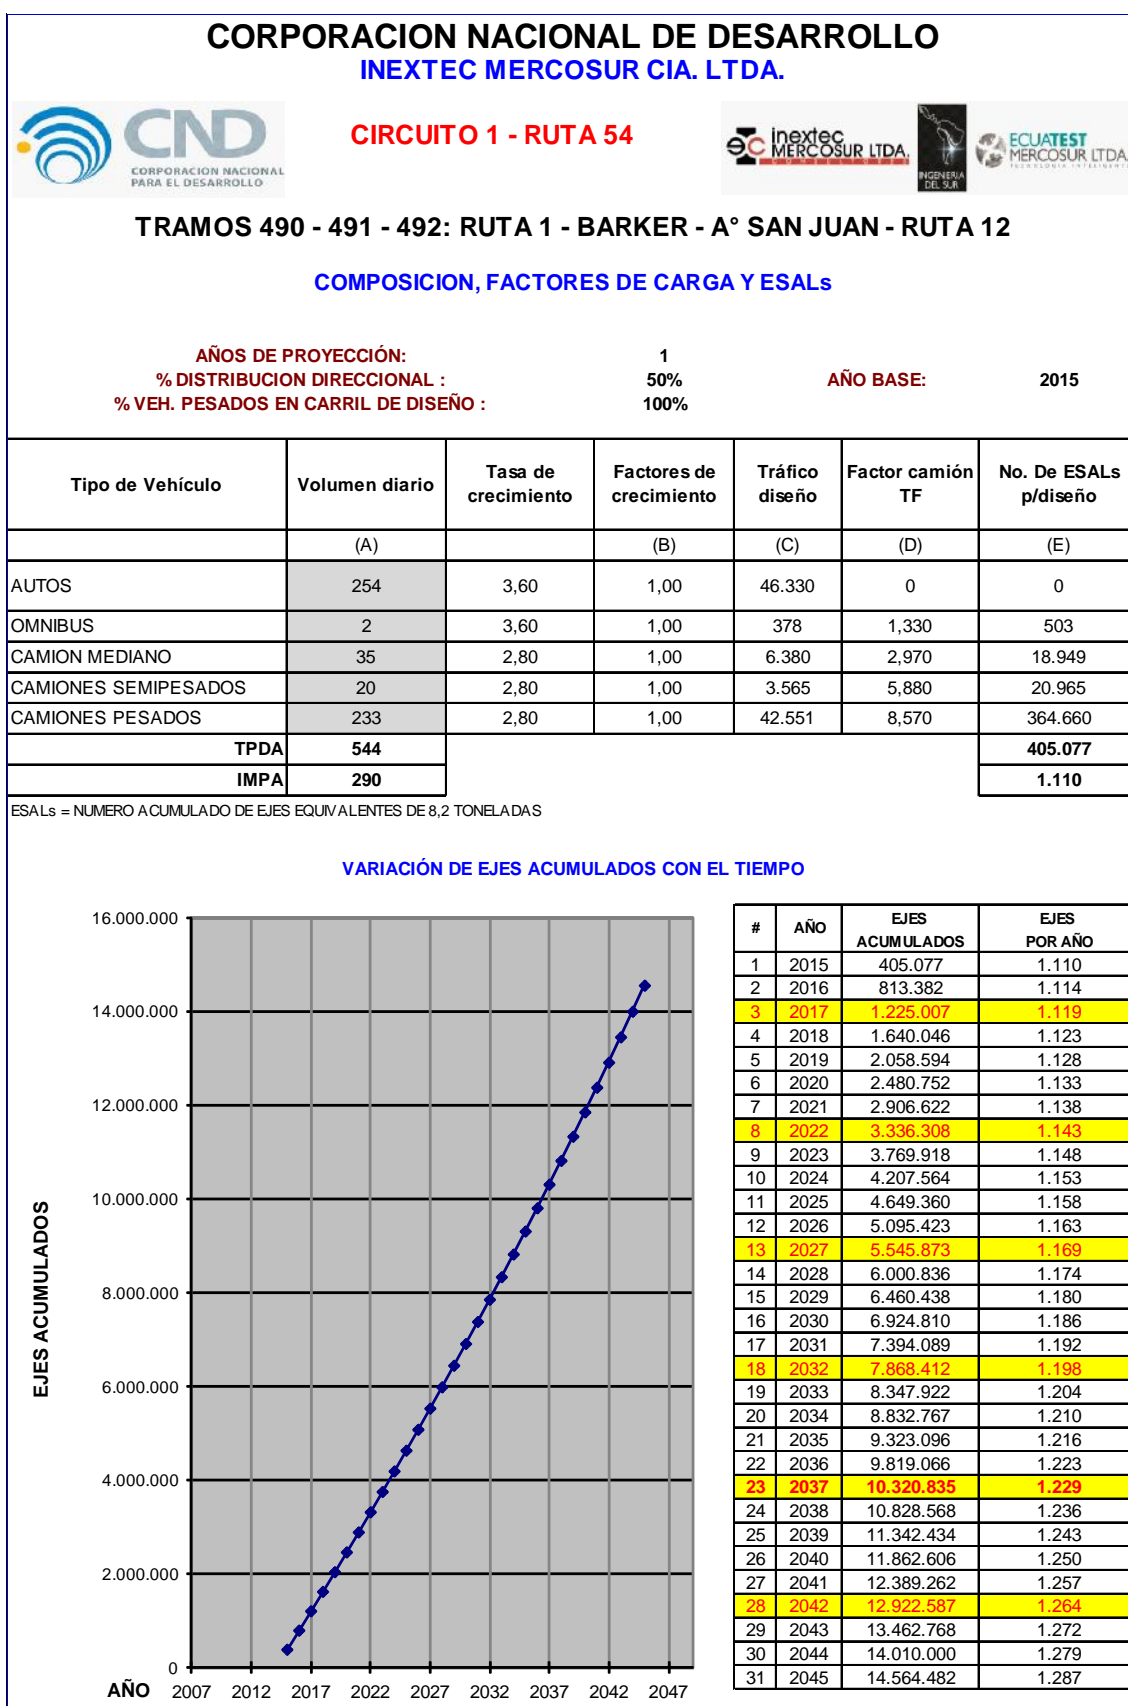 CORPORACION NACIONAL DE DESARROLLO
INEXTEC MERCOSUR CIA. LTDA.
CND
CORPORACION NACIONAL
PARA EL DESARROLLO
CIRCUITO 1 - RUTA 54
ec inextec
MERCOSUR LTDA.
CONSULTORES
INGENIERIA
DEL SUR
ECUATEST
MERCOSUR LTDA.
TECNOLOGIA INTELIGENTE
TRAMOS 490 - 491 - 492: RUTA 1 - BARKER - A° SAN JUAN - RUTA 12
COMPOSICION, FACTORES DE CARGA Y ESALs
AÑOS DE PROYECCIÓN: 1
% DISTRIBUCION DIRECCIONAL : 50% AÑO BASE: 2015
% VEH. PESADOS EN CARRIL DE DISEÑO : 100%
Tipo de Vehículo Volumen diario Tasa de crecimiento Factores de crecimiento Tráfico diseño Factor camión TF No. De ESALs p/diseño
(A) (B) (C) (D) (E)
AUTOS 254 3,60 1,00 46.330 0 0
OMNIBUS 2 3,60 1,00 378 1,330 503
CAMION MEDIANO 35 2,80 1,00 6.380 2,970 18.949
CAMIONES SEMIPESADOS 20 2,80 1,00 3.565 5,880 20.965
CAMIONES PESADOS 233 2,80 1,00 42.551 8,570 364.660
TPDA 544 405.077
IMPA 290 1.110
ESALs = NUMERO ACUMULADO DE EJES EQUIVALENTES DE 8,2 TONELADAS
VARIACIÓN DE EJES ACUMULADOS CON EL TIEMPO
EJES ACUMULADOS
16.000.000
14.000.000
12.000.000
10.000.000
8.000.000
6.000.000
4.000.000
2.000.000
0
AÑO 2007 2012 2017 2022 2027 2032 2037 2042 2047
# AÑO EJES ACUMULADOS EJES POR AÑO
1 2015 405.077 1.110
2 2016 813.382 1.114
3 2017 1.225.007 1.119
4 2018 1.640.046 1.123
5 2019 2.058.594 1.128
6 2020 2.480.752 1.133
7 2021 2.906.622 1.138
8 2022 3.336.308 1.143
9 2023 3.769.918 1.148
10 2024 4.207.564 1.153
11 2025 4.649.360 1.158
12 2026 5.095.423 1.163
13 2027 5.545.873 1.169
14 2028 6.000.836 1.174
15 2029 6.460.438 1.180
16 2030 6.924.810 1.186
17 2031 7.394.089 1.192
18 2032 7.868.412 1.198
19 2033 8.347.922 1.204
20 2034 8.832.767 1.210
21 2035 9.323.096 1.216
22 2036 9.819.066 1.223
23 2037 10.320.835 1.229
24 2038 10.828.568 1.236
25 2039 11.342.434 1.243
26 2040 11.862.606 1.250
27 2041 12.389.262 1.257
28 2042 12.922.587 1.264
29 2043 13.462.768 1.272
30 2044 14.010.000 1.279
31 2045 14.564.482 1.287